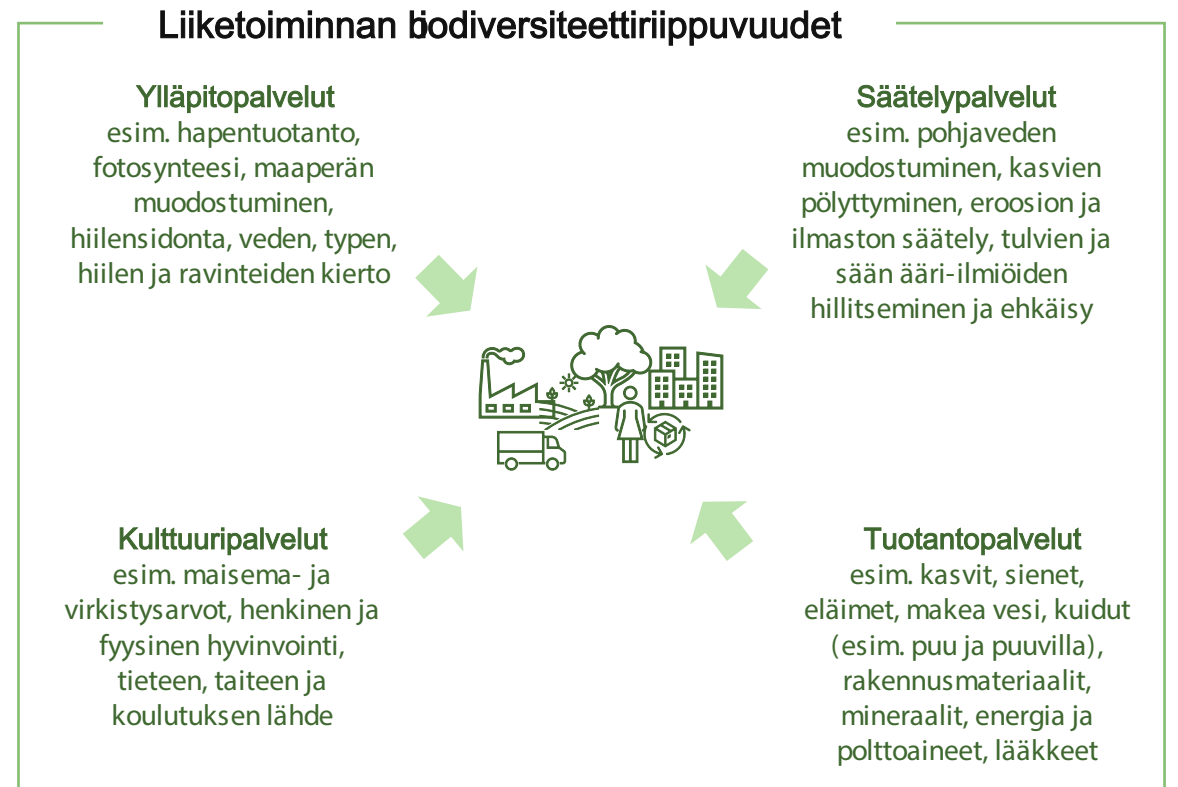 Liiketoiminnan biodiversiteettiriippuvuudet
Ylläpitopalvelut
esim. hapentuotanto,
fotosynteesi, maaperän
muodostuminen,
hiilensidonta, veden, typen,
hiilen ja ravinteiden kierto
Säätelypalvelut
esim. pohjaveden
muodostuminen, kasvien
pölyttyminen, eroosion ja
ilmaston säätely, tulvien ja
sään ääri-ilmiöiden
hillitseminen ja ehkäisy
Kulttuuripalvelut
esim. maisema- ja
virkistysarvot, henkinen ja
fyysinen hyvinvointi,
tieteen, taiteen ja
koulutuksen lähde
Tuotantopalvelut
esim. kasvit, sienet,
eläimet, makea vesi, kuidut
(esim. puu ja puuvilla),
rakennusmateriaalit,
mineraalit, energia ja
polttoaineet, lääkkeet